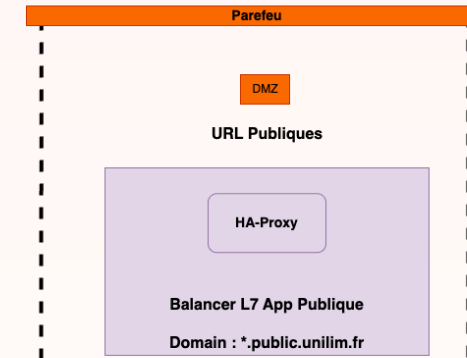 Parefeu
DMZ
URL Publiques
HA-Proxy
Balancer L7 App Publique
Domain : *.public.unilim.fr